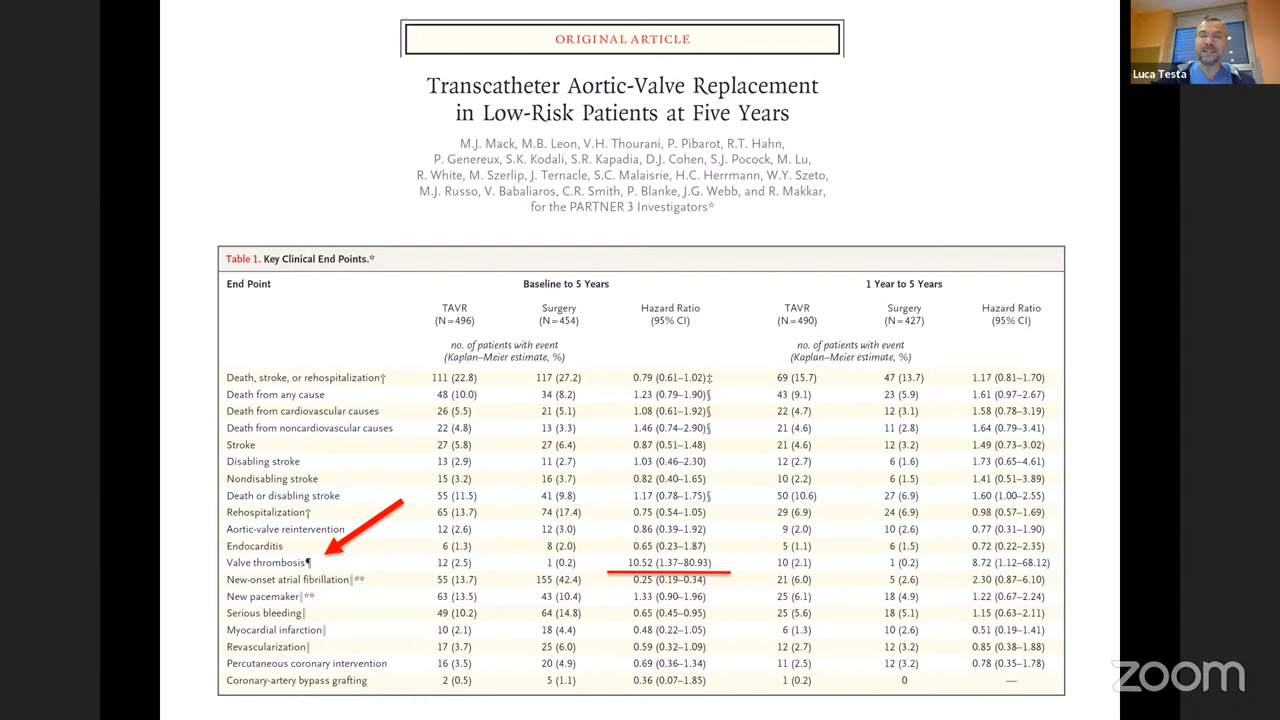 ORIGINAL ARTICLE
Transcatheter Aortic-Valve Replacement
in Low-Risk Patients at Five Years
M.J. Mack, M.B. Leon, V.H. Thourani, P. Pibarot, R.T. Hahn,
P. Genereux, S.K. Kodali, S.R. Kapadia, D.J. Cohen, S.J. Pocock, M. Lu,
R. White, M. Szerlip, J. Ternacle, S.C. Malaisrie, H.C. Herrmann, W.Y. Szeto,
M.J. Russo, V. Babaliaros, C.R. Smith, P. Blanke, J.G. Webb, and R. Makkar,
for the PARTNER 3 Investigators*
Luca Testa
Table 1. Key Clinical End Points.*
End Point Baseline to 5 Years 1 Year to 5 Years
TAVR Surgery Hazard Ratio TAVR Surgery Hazard Ratio
(N=496) (N=454) (95% CI) (N=490) (N=427) (95% CI)
no. of patients with event no. of patients with event
(Kaplan–Meier estimate, %) (Kaplan–Meier estimate, %)
Death, stroke, or rehospitalization† 111 (22.8) 117 (27.2) 0.79 (0.61–1.02)‡ 69 (15.7) 47 (13.7) 1.17 (0.81–1.70)
Death from any cause 48 (10.0) 34 (8.2) 1.23 (0.79–1.90)§ 43 (9.1) 23 (5.9) 1.61 (0.97–2.67)
Death from cardiovascular causes 26 (5.5) 21 (5.1) 1.08 (0.61–1.92)§ 22 (4.7) 12 (3.1) 1.58 (0.78–3.19)
Death from noncardiovascular causes 22 (4.8) 13 (3.3) 1.46 (0.74–2.90)§ 21 (4.6) 11 (2.8) 1.64 (0.79–3.41)
Stroke 27 (5.8) 27 (6.4) 0.87 (0.51–1.48) 21 (4.6) 12 (3.2) 1.49 (0.73–3.02)
Disabling stroke 13 (2.9) 11 (2.7) 1.03 (0.46–2.30) 12 (2.7) 6 (1.6) 1.73 (0.65–4.61)
Nondisabling stroke 15 (3.2) 16 (3.7) 0.82 (0.40–1.65) 10 (2.2) 6 (1.5) 1.41 (0.51–3.89)
Death or disabling stroke 55 (11.5) 41 (9.8) 1.17 (0.78–1.75)§ 50 (10.6) 27 (6.9) 1.60 (1.00–2.55)
Rehospitalization† 65 (13.7) 74 (17.4) 0.75 (0.54–1.05) 29 (6.9) 24 (6.9) 0.98 (0.57–1.69)
Aortic-valve reintervention 12 (2.6) 12 (3.0) 0.86 (0.39–1.92) 9 (2.0) 10 (2.6) 0.77 (0.31–1.90)
Endocarditis 6 (1.3) 8 (2.0) 0.65 (0.23–1.87) 5 (1.1) 6 (1.5) 0.72 (0.22–2.35)
Valve thrombosis¶ 12 (2.5) 1 (0.2) 10.52 (1.37–80.93) 10 (2.1) 1 (0.2) 8.72 (1.12–68.12)
New-onset atrial fibrillation‖** 55 (13.7) 155 (42.4) 0.25 (0.19–0.34) 21 (6.0) 5 (2.6) 2.30 (0.87–6.10)
New pacemaker‖** 63 (13.5) 43 (10.4) 1.33 (0.90–1.96) 25 (6.1) 18 (4.9) 1.22 (0.67–2.24)
Serious bleeding‖ 49 (10.2) 64 (14.8) 0.65 (0.45–0.95) 25 (5.6) 18 (5.1) 1.15 (0.63–2.11)
Myocardial infarction‖ 10 (2.1) 18 (4.4) 0.48 (0.22–1.05) 6 (1.3) 10 (2.6) 0.51 (0.19–1.41)
Revascularization‖ 17 (3.7) 25 (6.0) 0.59 (0.32–1.09) 12 (2.7) 12 (3.2) 0.85 (0.38–1.88)
Percutaneous coronary intervention 16 (3.5) 20 (4.9) 0.69 (0.36–1.34) 11 (2.5) 12 (3.2) 0.78 (0.35–1.78)
Coronary-artery bypass grafting 2 (0.5) 5 (1.1) 0.36 (0.07–1.85) 1 (0.2) 0 —
zoom